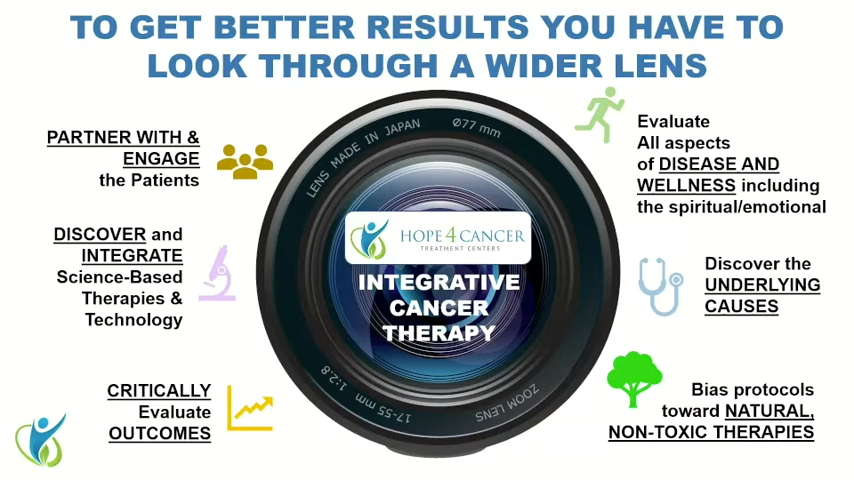 TO GET BETTER RESULTS YOU HAVE TO
LOOK THROUGH A WIDER LENS
PARTNER WITH &
ENGAGE
the Patients
DISCOVER and
INTEGRATE
Science-Based
Therapies &
Technology
CRITICALLY
Evaluate
OUTCOMES
LENS MADE IN JAPAN Ø77 mm
HOPE4CANCER
TREATMENT CENTERS
INTEGRATIVE
CANCER
THERAPY
17-55 mm 1:2.8
ZOOM LENS
Evaluate
All aspects
of DISEASE AND
WELLNESS including
the spiritual/emotional
Discover the
UNDERLYING
CAUSES
Bias protocols
toward NATURAL,
NON-TOXIC THERAPIES